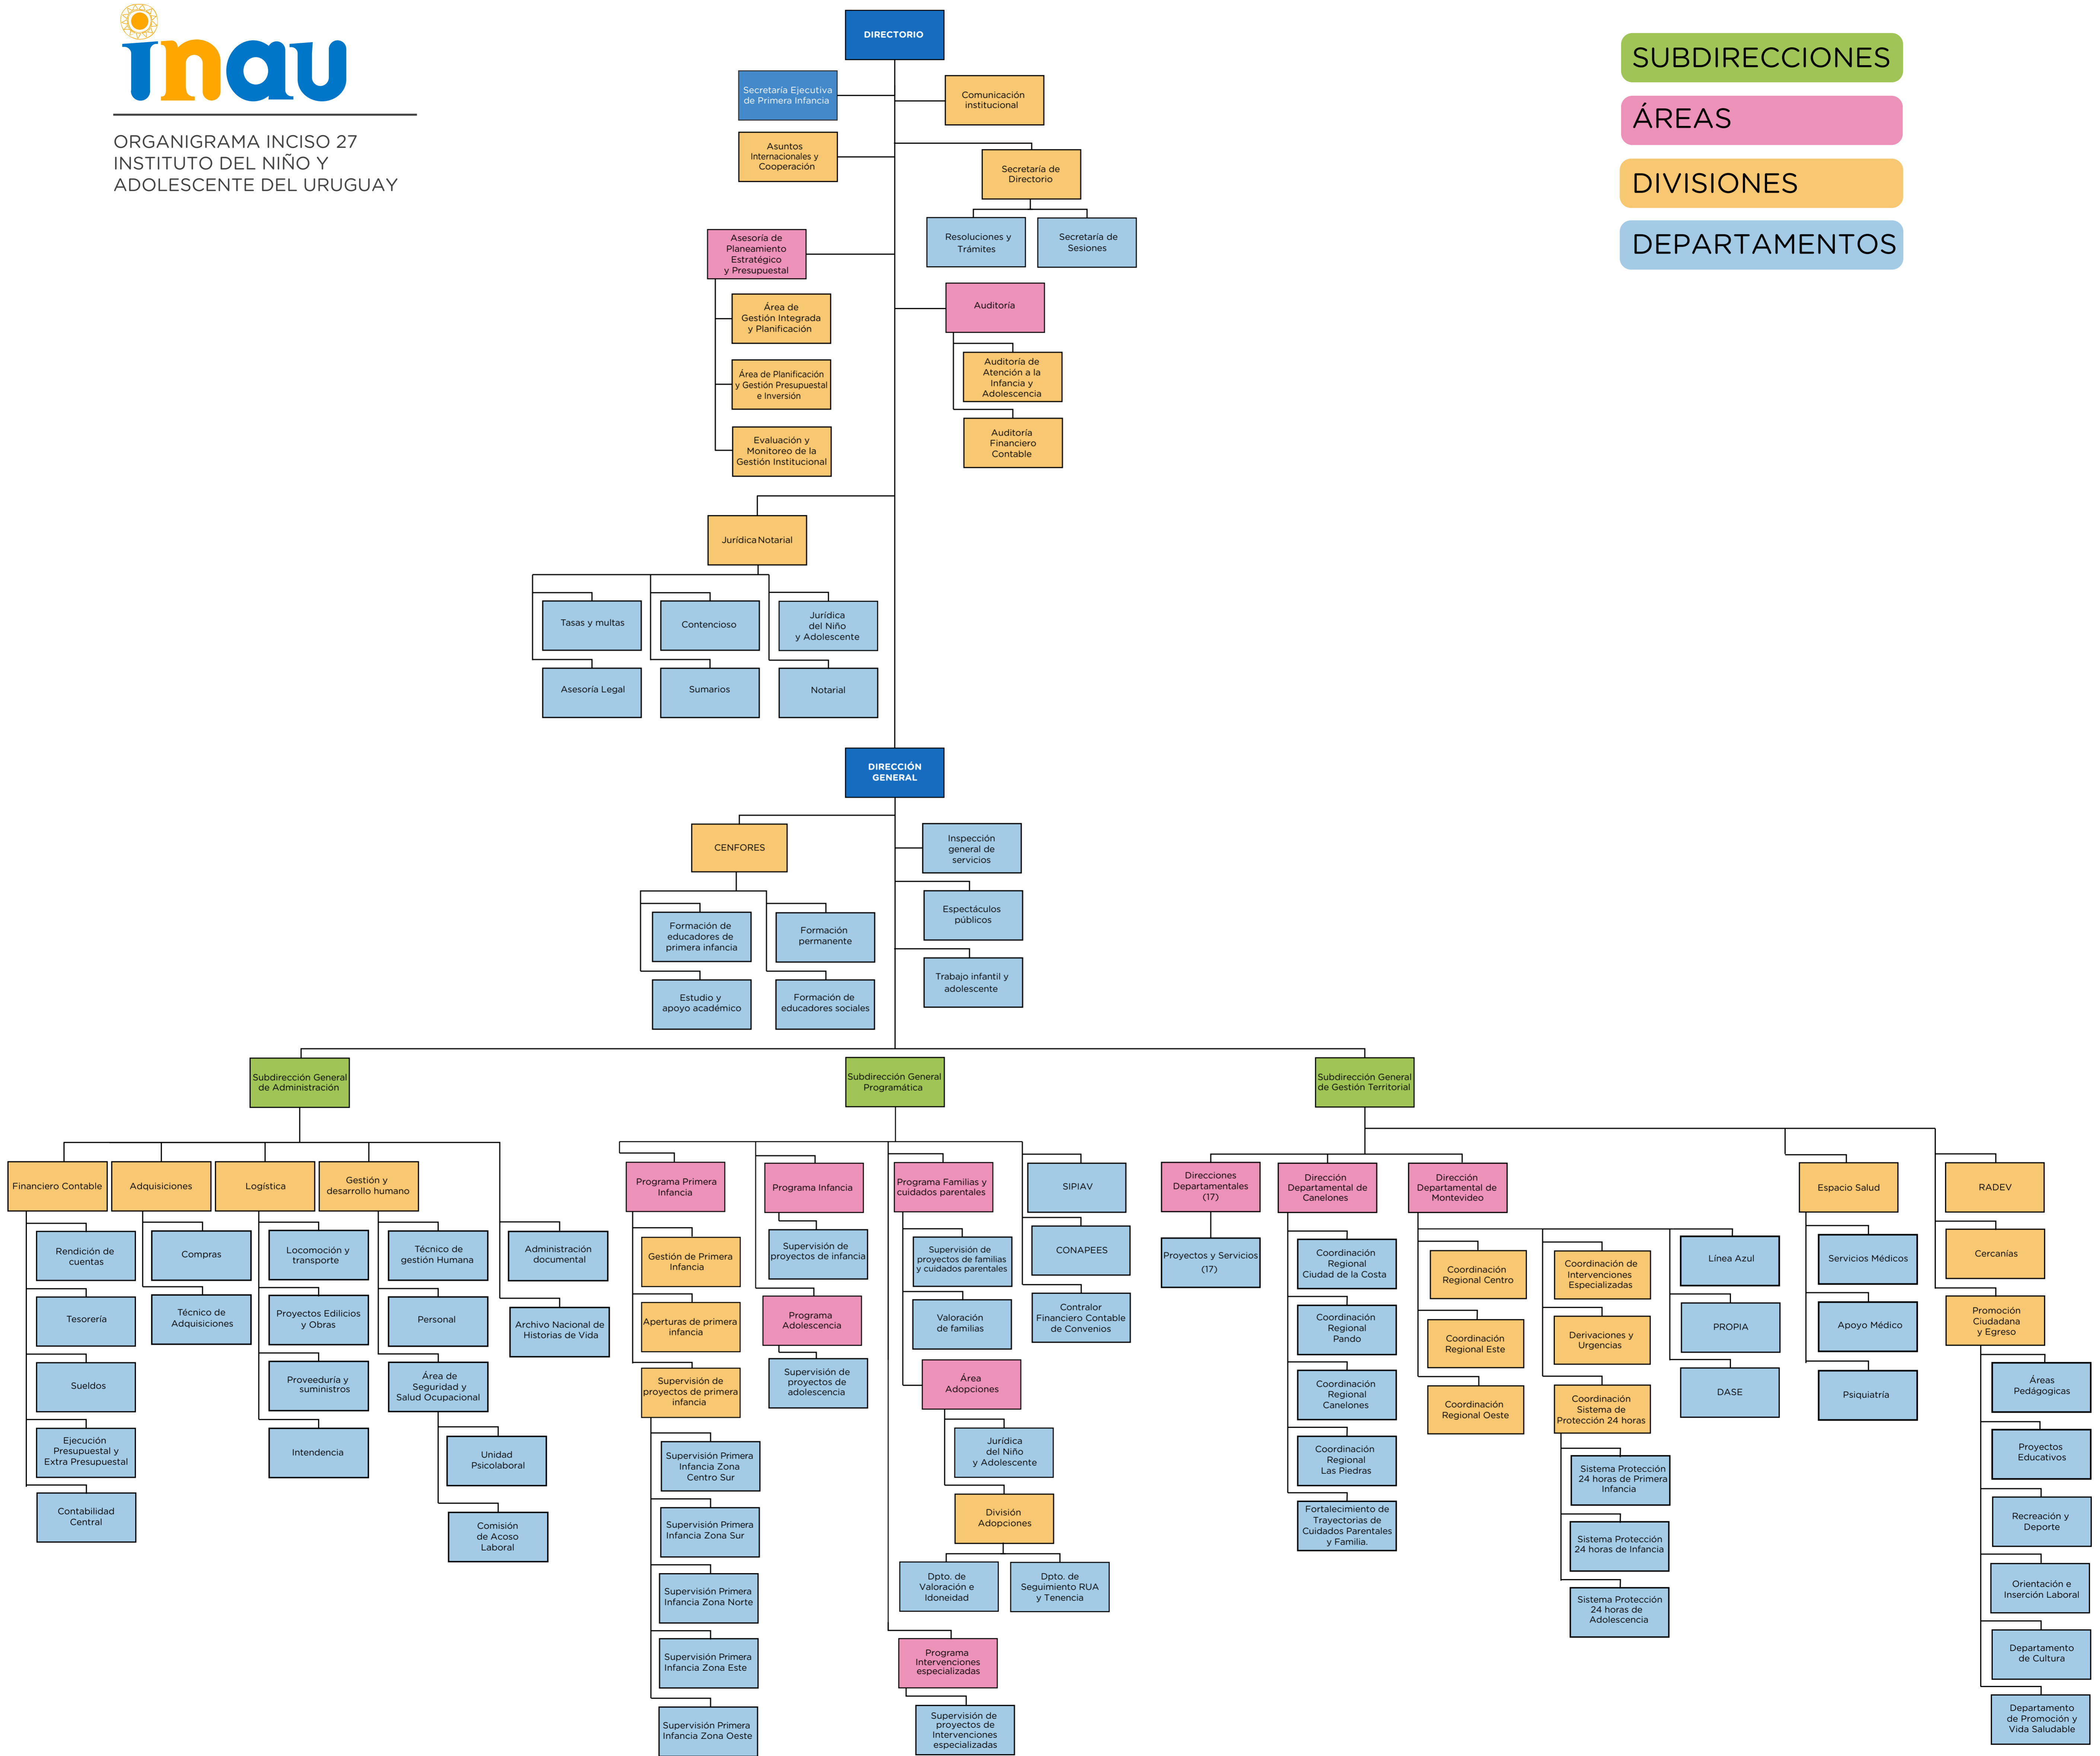 inau
ORGANIGRAMA INCISO 27
INSTITUTO DEL NIÑO Y
ADOLESCENTE DEL URUGUAY
SUBDIRECCIONES
ÁREAS
DIVISIONES
DEPARTAMENTOS
DIRECTORIO
Secretaría Ejecutiva
de Primera Infancia
Comunicación
institucional
Asuntos
Internacionales y
Cooperación
Secretaría de
Directorio
Resoluciones y
Trámites
Secretaría de
Sesiones
Asesoría de
Planeamiento
Estratégico
y Presupuestal
Área de
Gestión Integrada
y Planificación
Área de Planificación
y Gestión Presupuestal
e Inversión
Evaluación y
Monitoreo de la
Gestión Institucional
Auditoría
Auditoría de
Atención a la
Infancia y
Adolescencia
Auditoría
Financiero
Contable
Jurídica Notarial
Tasas y multas
Contencioso
Jurídica
del Niño
y Adolescente
Asesoría Legal
Sumarios
Notarial
DIRECCIÓN
GENERAL
CENFORES
Formación de
educadores de
primera infancia
Formación
permanente
Estudio y
apoyo académico
Formación de
educadores sociales
Inspección
general de
servicios
Espectáculos
públicos
Trabajo infantil y
adolescente
Subdirección General
de Administración
Subdirección General
Programática
Subdirección General
de Gestión Territorial
Financiero Contable
Rendición de
cuentas
Tesorería
Sueldos
Ejecución
Presupuestal y
Extra Presupuestal
Contabilidad
Central
Adquisiciones
Compras
Técnico de
Adquisiciones
Logística
Locomoción y
transporte
Proyectos Edilicios
y Obras
Proveeduría y
suministros
Intendencia
Gestión y
desarrollo humano
Técnico de
gestión Humana
Personal
Área de
Seguridad y
Salud Ocupacional
Unidad
Psicolaboral
Comisión
de Acoso
Laboral
Administración
documental
Archivo Nacional de
Historias de Vida
Programa Primera
Infancia
Gestión de Primera
Infancia
Aperturas de primera
infancia
Supervisión de
proyectos de primera
infancia
Supervisión Primera
Infancia Zona
Centro Sur
Supervisión Primera
Infancia Zona Sur
Supervisión Primera
Infancia Zona Norte
Supervisión Primera
Infancia Zona Este
Supervisión Primera
Infancia Zona Oeste
Programa Infancia
Supervisión de
proyectos de infancia
Programa
Adolescencia
Supervisión de
proyectos de
adolescencia
Programa Familias y
cuidados parentales
Supervisión de
proyectos de familias
y cuidados parentales
Valoración
de familias
Área
Adopciones
Jurídica
del Niño
y Adolescente
División
Adopciones
Dpto. de
Valoración e
Idoneidad
Dpto. de
Seguimiento RUA
y Tenencia
Programa
Intervenciones
especializadas
Supervisión de
proyectos de
Intervenciones
especializadas
SIPIAV
CONAPEES
Contralor
Financiero Contable
de Convenios
Direcciones
Departamentales
(17)
Proyectos y Servicios
(17)
Dirección
Departamental de
Canelones
Coordinación
Regional
Ciudad de la Costa
Coordinación
Regional
Pando
Coordinación
Regional
Canelones
Coordinación
Regional
Las Piedras
Fortalecimiento de
Trayectorias de
Cuidados Parentales
y Familia.
Dirección
Departamental de
Montevideo
Coordinación
Regional Centro
Coordinación
Regional Este
Coordinación
Regional Oeste
Coordinación de
Intervenciones
Especializadas
Derivaciones y
Urgencias
Coordinación
Sistema de
Protección 24 horas
Sistema Protección
24 horas de Primera
Infancia
Sistema Protección
24 horas de Infancia
Sistema Protección
24 horas de
Adolescencia
Línea Azul
PROPIA
DASE
Espacio Salud
Servicios Médicos
Apoyo Médico
Psiquiatría
RADEV
Cercanías
Promoción
Ciudadana
y Egreso
Áreas
Pedágogicas
Proyectos
Educativos
Recreación y
Deporte
Orientación e
Inserción Laboral
Departamento
de Cultura
Departamento
de Promoción y
Vida Saludable